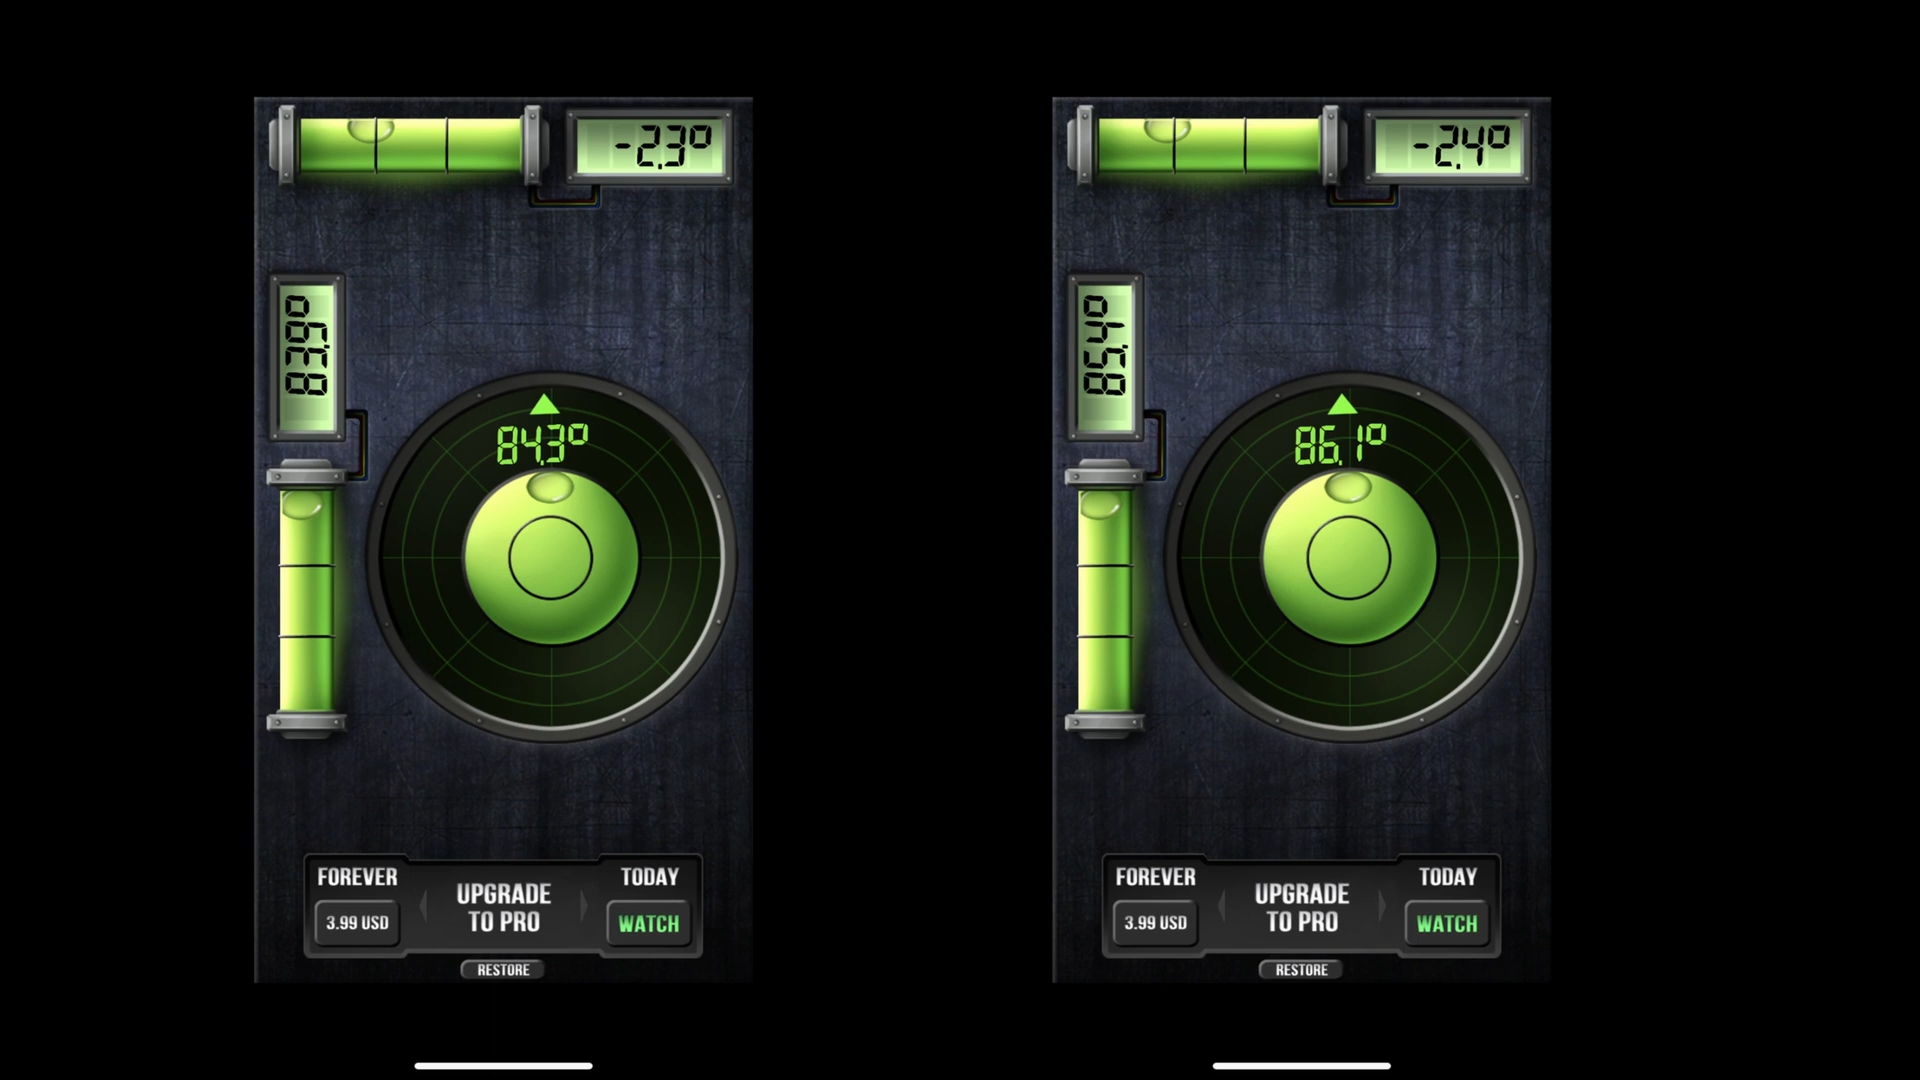 -2.3°
83.9°
84.3°
FOREVER
3.99 USD
UPGRADE
TO PRO
TODAY
WATCH
RESTORE
-2.4°
85.4°
86.1°
FOREVER
3.99 USD
UPGRADE
TO PRO
TODAY
WATCH
RESTORE